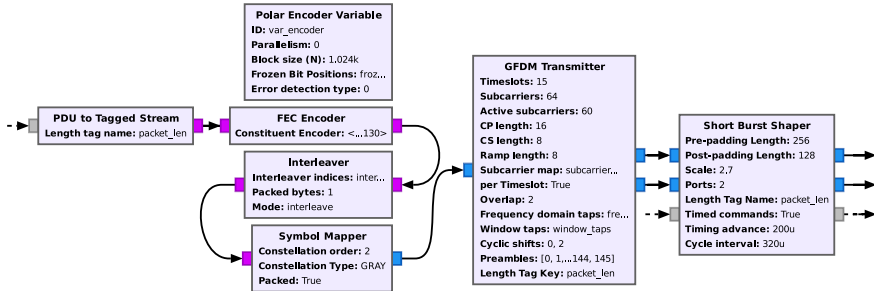 Polar Encoder Variable
ID: var_encoder
Parallelism: 0
Block size (N): 1.024k
Frozen Bit Positions: froz...
Error detection type: 0
PDU to Tagged Stream
Length tag name: packet_len
FEC Encoder
Constituent Encoder: <...130>
Interleaver
Interleaver indices: inter...
Packed bytes: 1
Mode: interleave
Symbol Mapper
Constellation order: 2
Constellation Type: GRAY
Packed: True
GFDM Transmitter
Timeslots: 15
Subcarriers: 64
Active subcarriers: 60
CP length: 16
CS length: 8
Ramp length: 8
Subcarrier map: subcarrier...
per Timeslot: True
Overlap: 2
Frequency domain taps: fre...
Window taps: window_taps
Cyclic shifts: 0, 2
Preambles: [0, 1,...144, 145]
Length Tag Key: packet_len
Short Burst Shaper
Pre-padding Length: 256
Post-padding Length: 128
Scale: 2.7
Ports: 2
Length Tag Name: packet_len
Timed commands: True
Timing advance: 200u
Cycle interval: 320u